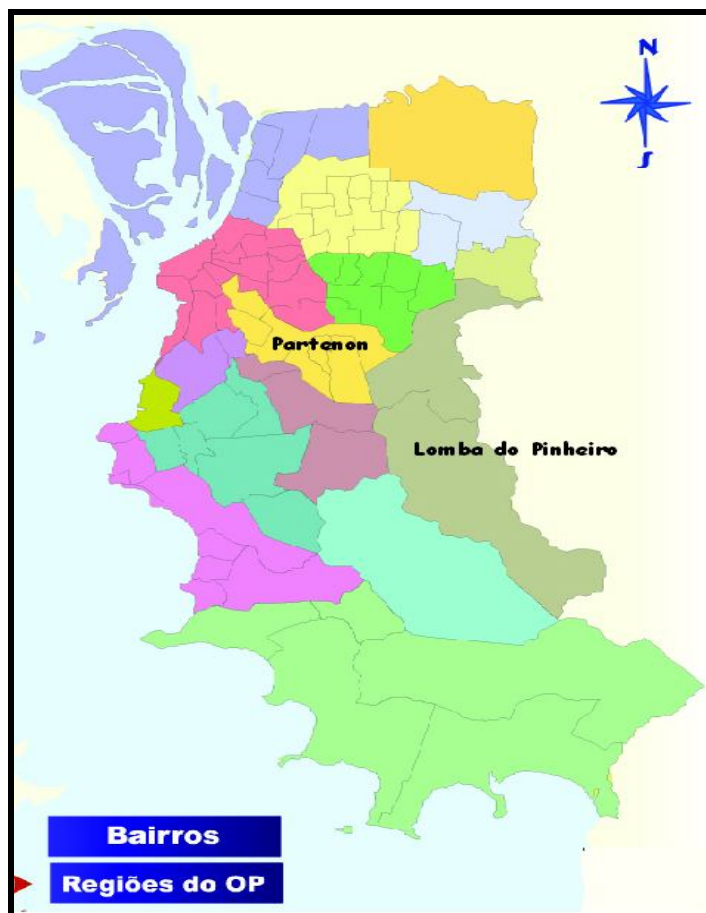 N
S
Partenon
Lomba do Pinheiro
Bairros
Regiões do OP